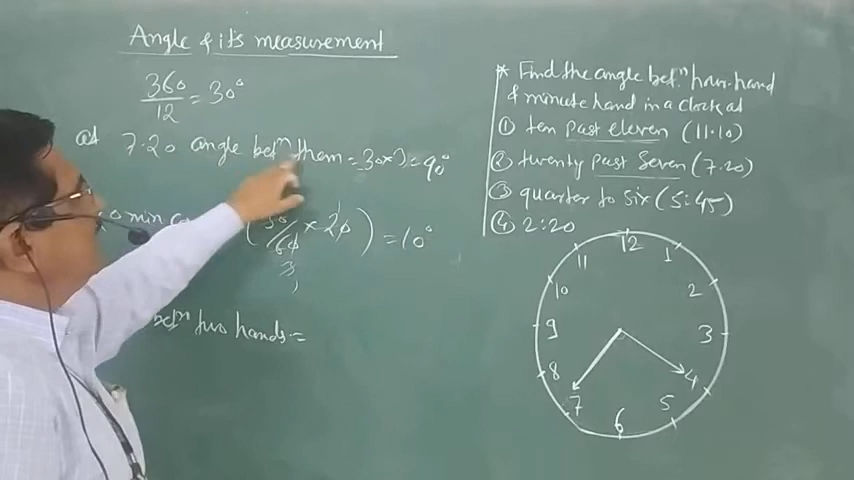 Angle & its measurement
360/12 = 30°
at 7.20 angle betⁿ them = 30×3 = 90°
min (30/60 × 20) = 10°
3
1
betⁿ two hands =
* Find the angle betⁿ hour-hand
& minute hand in a clock at
① ten past eleven (11.10)
② twenty past seven (7.20)
③ quarter to six (5:45)
④ 2:20
12
11 1
10 2
9 3
8 4
7 5
6